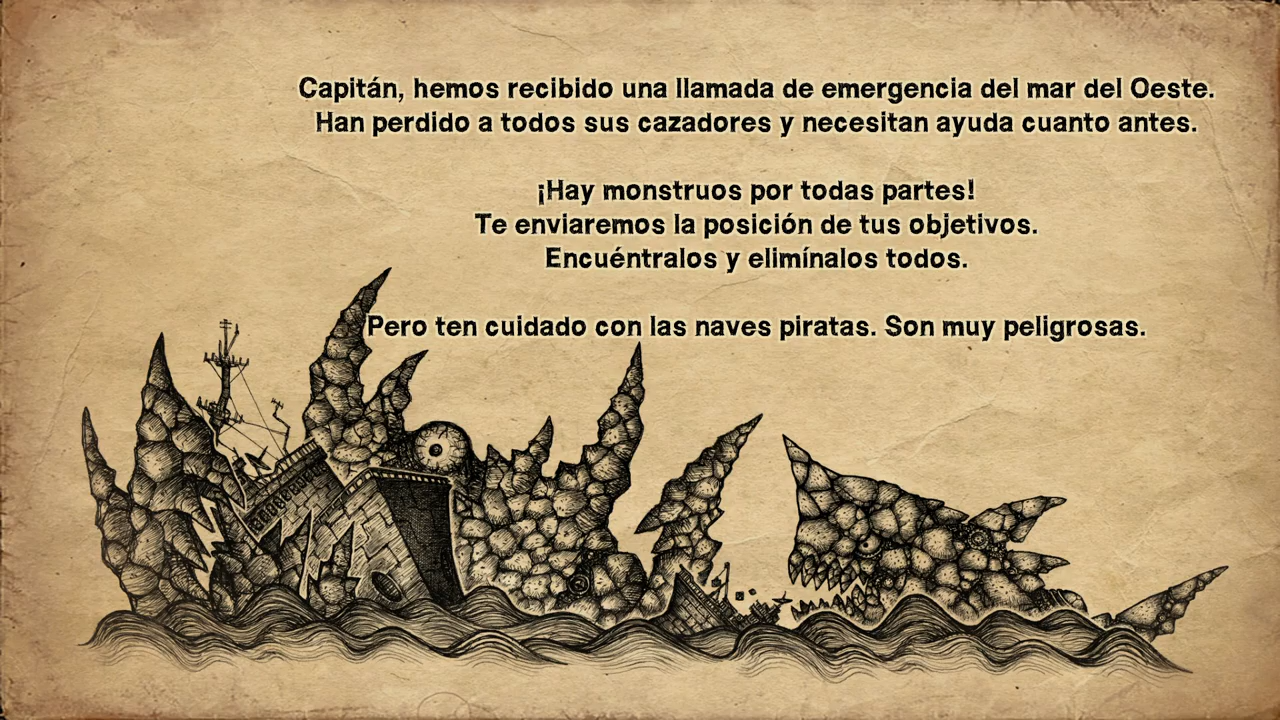 Capitán, hemos recibido una llamada de emergencia del mar del Oeste.
Han perdido a todos sus cazadores y necesitan ayuda cuanto antes.
¡Hay monstruos por todas partes!
Te enviaremos la posición de tus objetivos.
Encuéntralos y elimínalos todos.
Pero ten cuidado con las naves piratas. Son muy peligrosas.